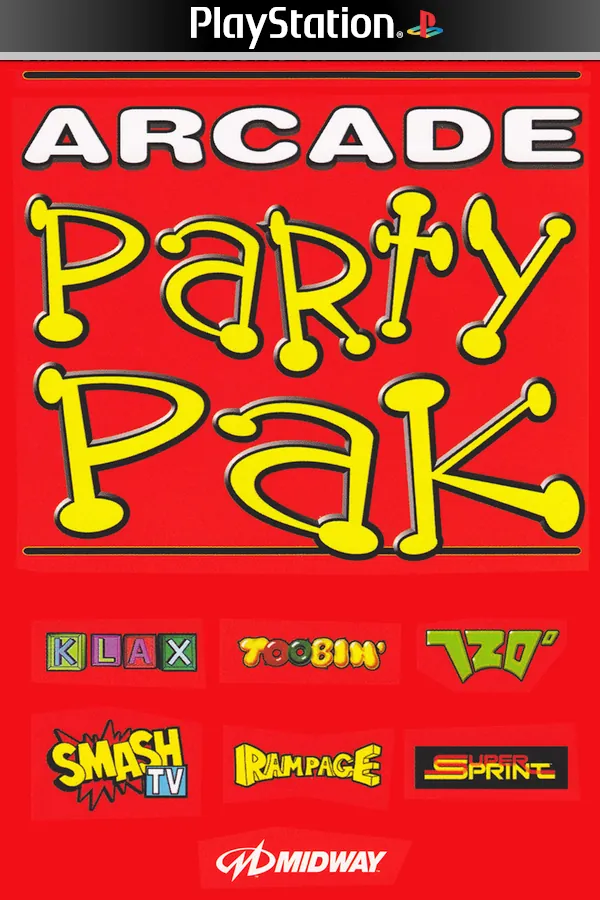 PlayStation®
ARCADE
PARTY
PAK
KLAX TOOBIN' 720°
SMASH TV RAMPAGE SUPER SPRINT
MIDWAY